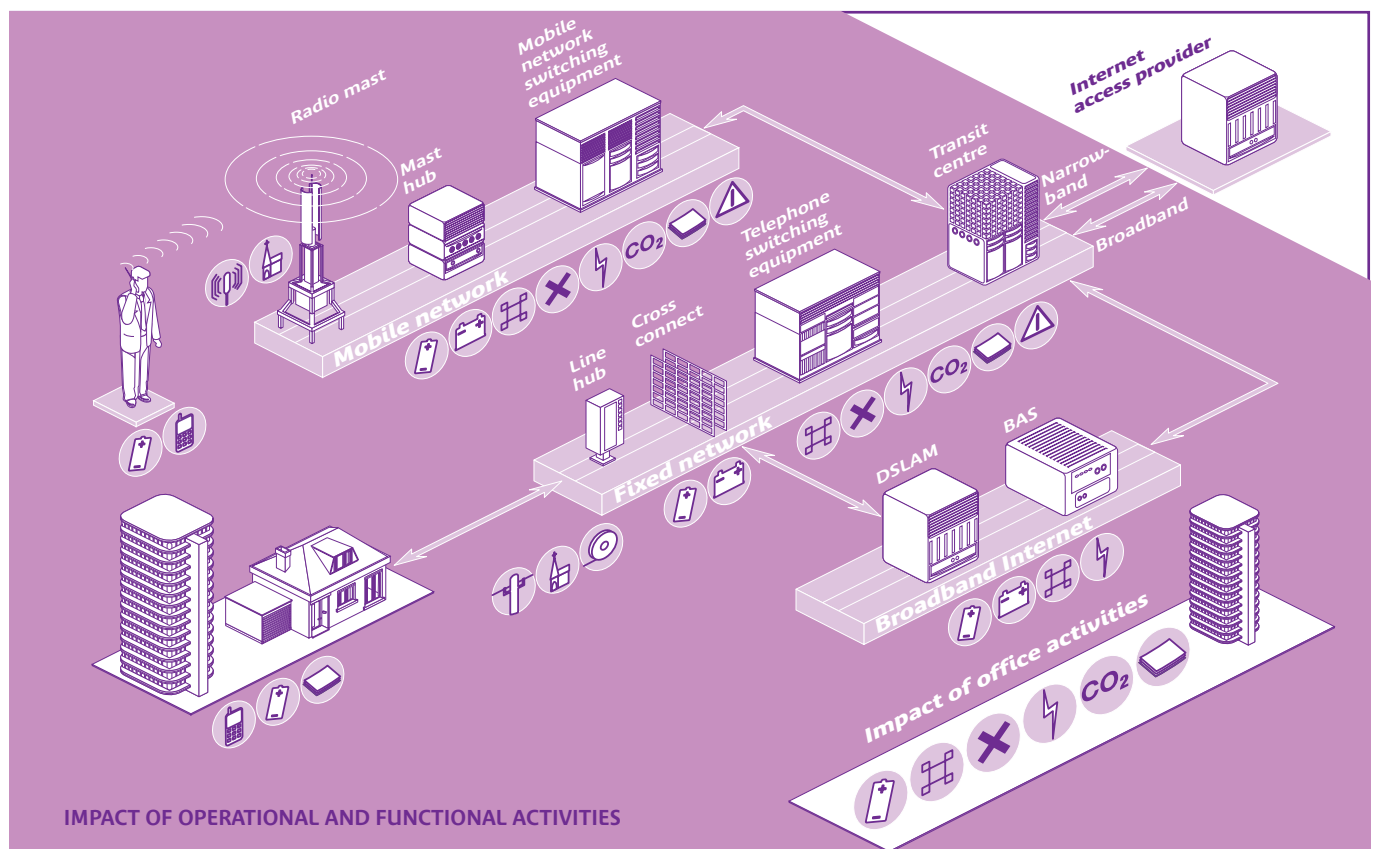 Mobile
network
switching
equipment
Internet
access provider
Radio mast
Mast
hub
Transit
centre
Narrow-
band
Broadband
Telephone
switching
equipment
CO₂
Mobile network
Cross
connect
Line
hub
CO₂
Fixed network
BAS
DSLAM
Broadband Internet
Impact of office activities
CO₂
IMPACT OF OPERATIONAL AND FUNCTIONAL ACTIVITIES